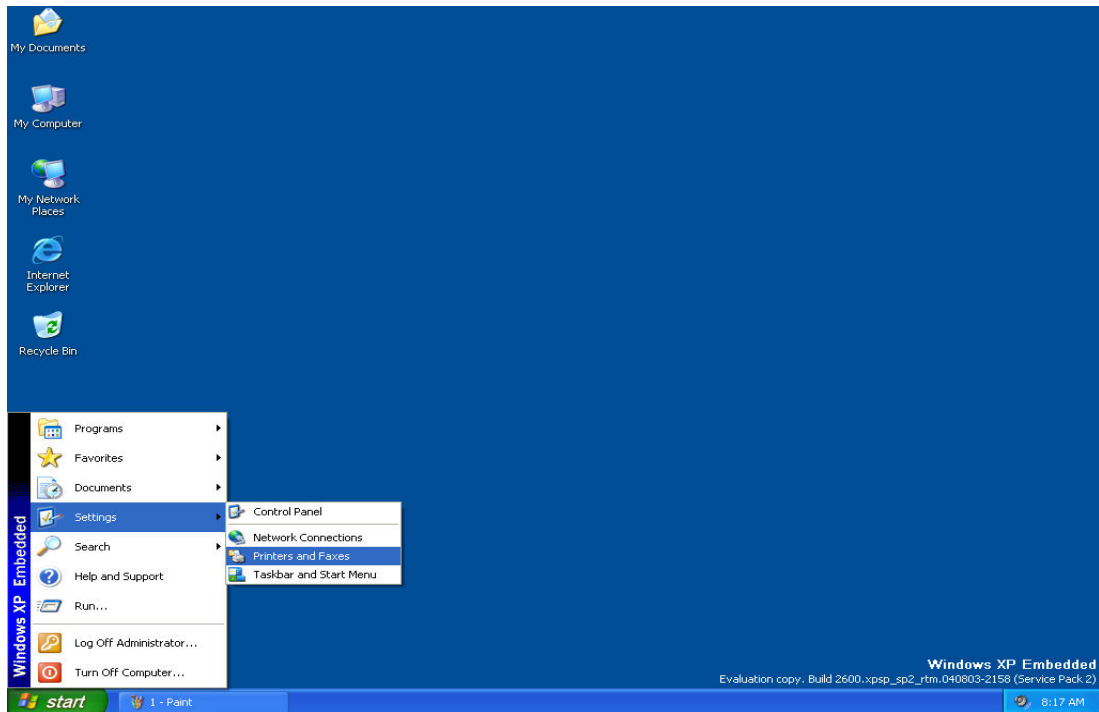 My Documents
My Computer
My Network
Places
Internet
Explorer
Recycle Bin
Windows XP Embedded
Programs
Favorites
Documents
Settings
Search
Help and Support
Run...
Log Off Administrator...
Turn Off Computer...
Control Panel
Network Connections
Printers and Faxes
Taskbar and Start Menu
Windows XP Embedded
Evaluation copy. Build 2600.xpsp_sp2_rtm.040803-2158 (Service Pack 2)
start
1 - Paint
8:17 AM